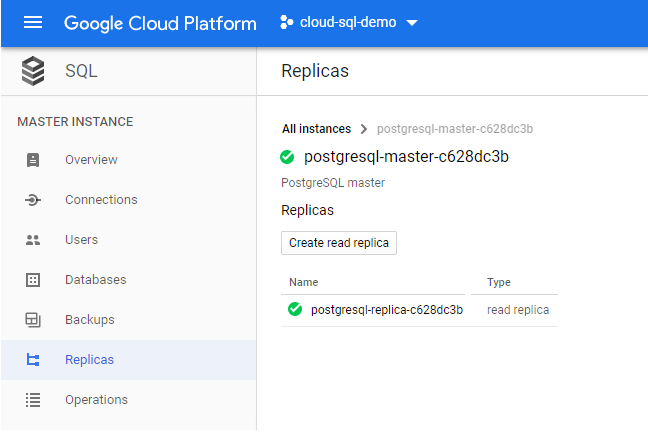 Google Cloud Platform
cloud-sql-demo
SQL
Replicas
MASTER INSTANCE
Overview
Connections
Users
Databases
Backups
Replicas
Operations
All instances
postgresql-master-c628dc3b
postgresql-master-c628dc3b
PostgreSQL master
Replicas
Create read replica
Name Type
postgresql-replica-c628dc3b read replica